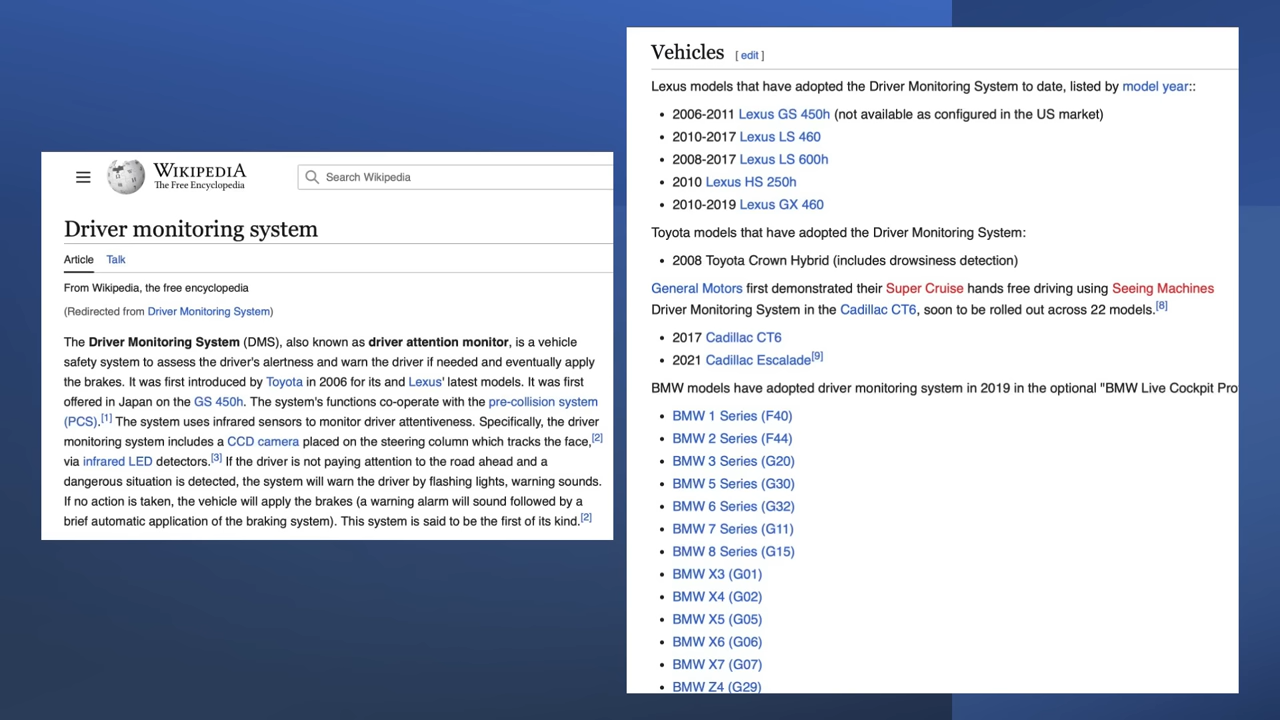 WIKIPEDIA
The Free Encyclopedia
Search Wikipedia
Driver monitoring system
Article Talk
From Wikipedia, the free encyclopedia
(Redirected from Driver Monitoring System)
The Driver Monitoring System (DMS), also known as driver attention monitor, is a vehicle
safety system to assess the driver's alertness and warn the driver if needed and eventually apply
the brakes. It was first introduced by Toyota in 2006 for its and Lexus' latest models. It was first
offered in Japan on the GS 450h. The system's functions co-operate with the pre-collision system
(PCS).[1] The system uses infrared sensors to monitor driver attentiveness. Specifically, the driver
monitoring system includes a CCD camera placed on the steering column which tracks the face,[2]
via infrared LED detectors.[3] If the driver is not paying attention to the road ahead and a
dangerous situation is detected, the system will warn the driver by flashing lights, warning sounds.
If no action is taken, the vehicle will apply the brakes (a warning alarm will sound followed by a
brief automatic application of the braking system). This system is said to be the first of its kind.[2]
Vehicles [ edit ]
Lexus models that have adopted the Driver Monitoring System to date, listed by model year::
• 2006-2011 Lexus GS 450h (not available as configured in the US market)
• 2010-2017 Lexus LS 460
• 2008-2017 Lexus LS 600h
• 2010 Lexus HS 250h
• 2010-2019 Lexus GX 460
Toyota models that have adopted the Driver Monitoring System:
• 2008 Toyota Crown Hybrid (includes drowsiness detection)
General Motors first demonstrated their Super Cruise hands free driving using Seeing Machines
Driver Monitoring System in the Cadillac CT6, soon to be rolled out across 22 models.[8]
• 2017 Cadillac CT6
• 2021 Cadillac Escalade[9]
BMW models have adopted driver monitoring system in 2019 in the optional "BMW Live Cockpit Pro
• BMW 1 Series (F40)
• BMW 2 Series (F44)
• BMW 3 Series (G20)
• BMW 5 Series (G30)
• BMW 6 Series (G32)
• BMW 7 Series (G11)
• BMW 8 Series (G15)
• BMW X3 (G01)
• BMW X4 (G02)
• BMW X5 (G05)
• BMW X6 (G06)
• BMW X7 (G07)
• BMW Z4 (G29)